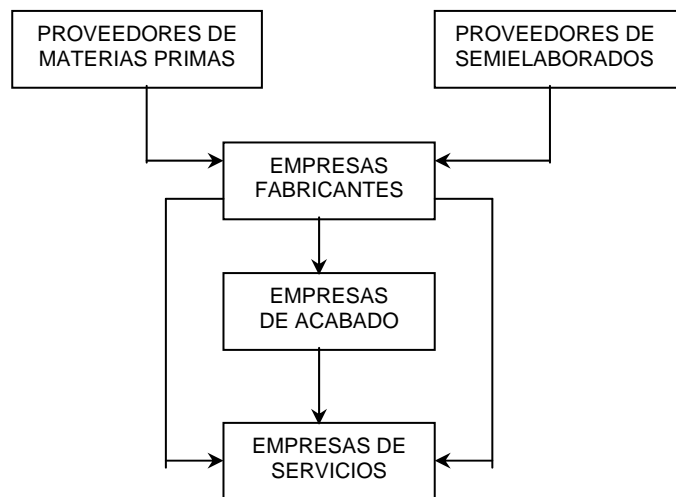 PROVEEDORES DE
MATERIAS PRIMAS
PROVEEDORES DE
SEMIELABORADOS
EMPRESAS
FABRICANTES
EMPRESAS
DE ACABADO
EMPRESAS DE
SERVICIOS